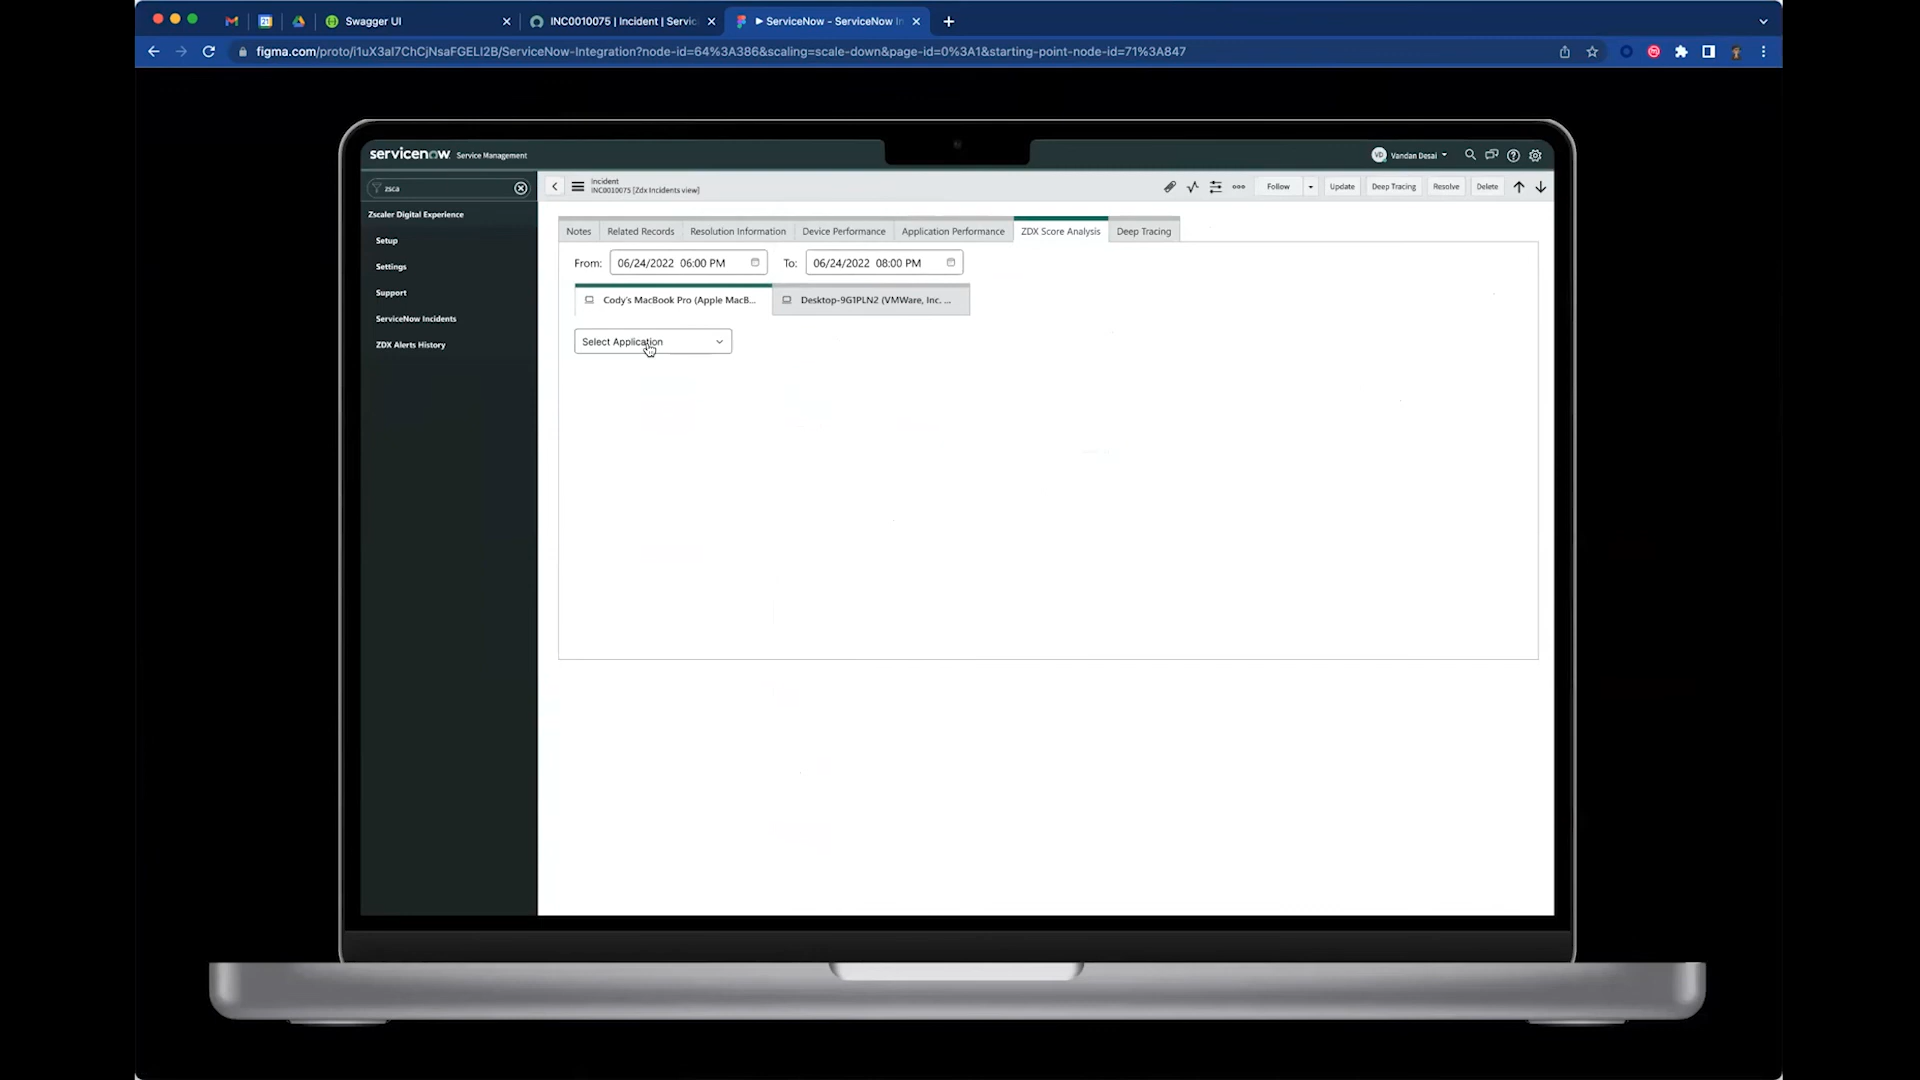 Swagger UI
INC0010075 | Incident | Servic
ServiceNow - ServiceNow In
figma.com/proto/i1uX3al7ChCjNsaFGELI2B/ServiceNow-Integration?node-id=64%3A386&scaling=scale-down&page-id=0%3A1&starting-point-node-id=71%3A847
servicenow Service Management
VD Vandan Desai
zsca
Incident
INC0010075 [Zdx Incidents view]
Follow
Update
Deep Tracing
Resolve
Delete
Zscaler Digital Experience
Setup
Settings
Support
ServiceNow Incidents
ZDX Alerts History
Notes
Related Records
Resolution Information
Device Performance
Application Performance
ZDX Score Analysis
Deep Tracing
From: 06/24/2022 06:00 PM
To: 06/24/2022 08:00 PM
Cody's MacBook Pro (Apple MacB...
Desktop-9G1PLN2 (VMWare, Inc. ...
Select Application